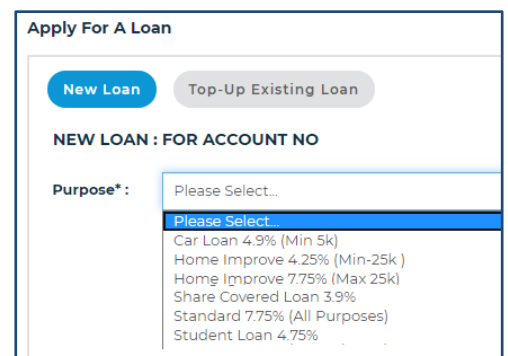 Apply For A Loan
New Loan Top-Up Existing Loan
NEW LOAN : FOR ACCOUNT NO
Purpose* : Please Select...
Please Select...
Car Loan 4.9% (Min 5k)
Home Improve 4.25% (Min-25k )
Home Improve 7.75% (Max 25k)
Share Covered Loan 3.9%
Standard 7.75% (All Purposes)
Student Loan 4.75%